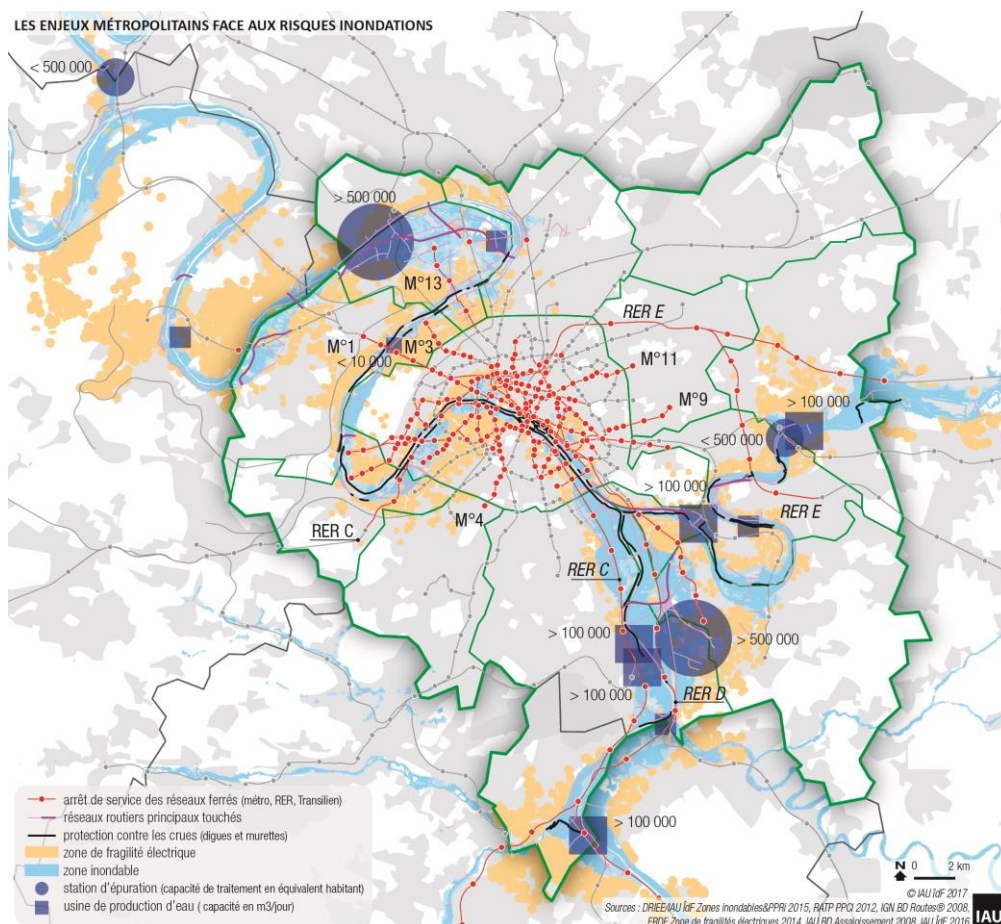 LES ENJEUX MÉTROPOLITAINS FACE AUX RISQUES INONDATIONS
< 500 000
> 500 000
M°13
RER E
M°1
M°3
< 10 000
M°11
M°9
> 100 000
< 500 000
> 100 000
RER E
M°4
RER C
RER C
> 100 000
> 500 000
> 100 000
RER D
> 100 000
arrêt de service des réseaux ferrés (métro, RER, Transilien)
réseaux routiers principaux touchés
protection contre les crues (digues et murettes)
zone de fragilité électrique
zone inondable
station d'épuration (capacité de traitement en équivalent habitant)
usine de production d'eau ( capacité en m3/jour)
N 0 2 km
© IAU îdF 2017
Sources : DRIEE/IAU îdF Zones inondables&PPRI 2015, RATP PPCI 2012, IGN BD Routes® 2008,
ERDF Zone de fragilités électriques 2014, IAU BD Assainissement 2008, IAU îdF 2016
IAU